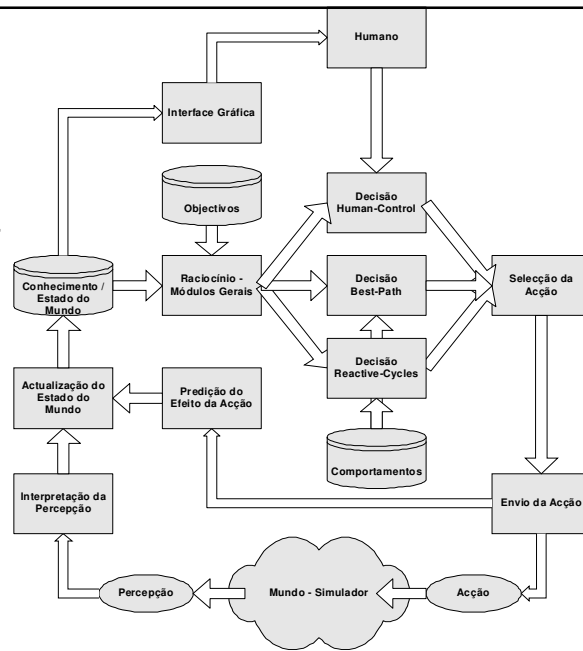 Humano
Interface Gráfica
Objectivos
Decisão
Human-Control
Conhecimento /
Estado do
Mundo
Raciocínio -
Módulos Gerais
Decisão
Best-Path
Selecção da
Acção
Decisão
Reactive-Cycles
Actualização do
Estado do
Mundo
Predição do
Efeito da Acção
Comportamentos
Interpretação da
Percepção
Envio da Acção
Percepção
Mundo - Simulador
Acção